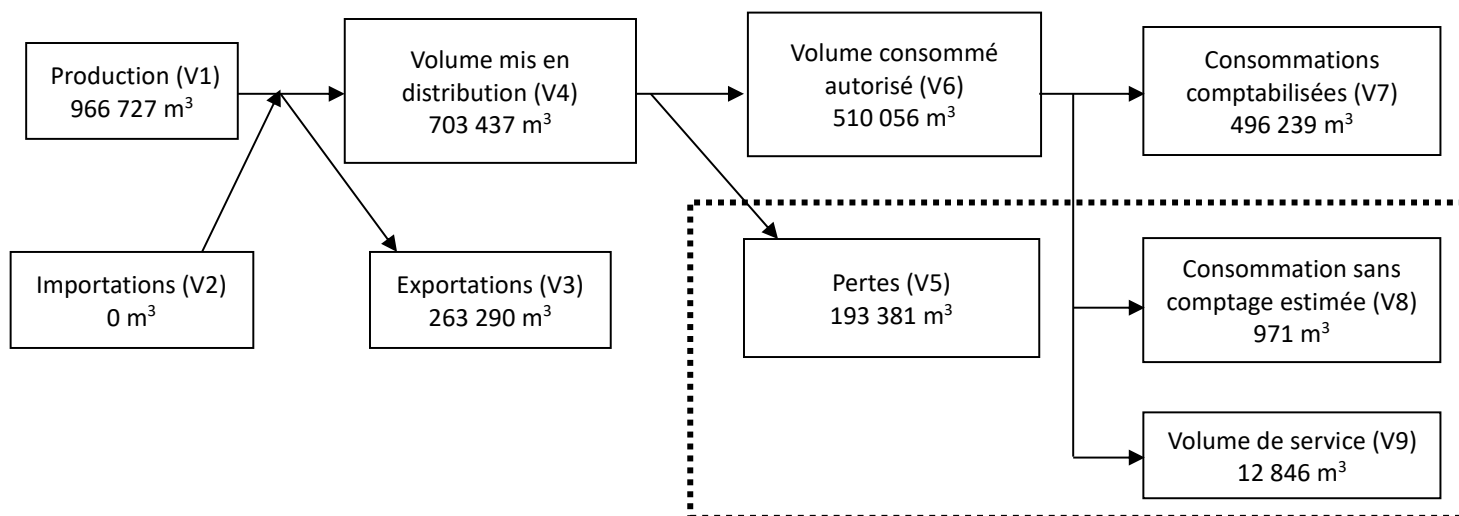 Production (V1)
966 727 m³
Volume mis en
distribution (V4)
703 437 m³
Volume consommé
autorisé (V6)
510 056 m³
Consommations
comptabilisées (V7)
496 239 m³
Importations (V2)
0 m³
Exportations (V3)
263 290 m³
Pertes (V5)
193 381 m³
Consommation sans
comptage estimée (V8)
971 m³
Volume de service (V9)
12 846 m³